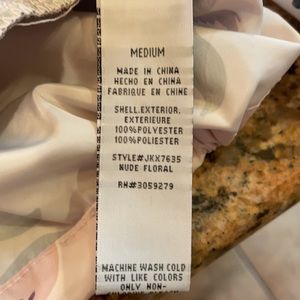 MEDIUM
MADE IN CHINA
HECHO EN CHINA
FABRIQUE EN CHINE
SHELL.EXTERIOR.
EXTERIEURE
100%POLYESTER
100%POLIESTER
STYLE#JKX7635
NUDE FLORAL
RN#3059279
MACHINE WASH COLD
WITH LIKE COLORS
ONLY NON-